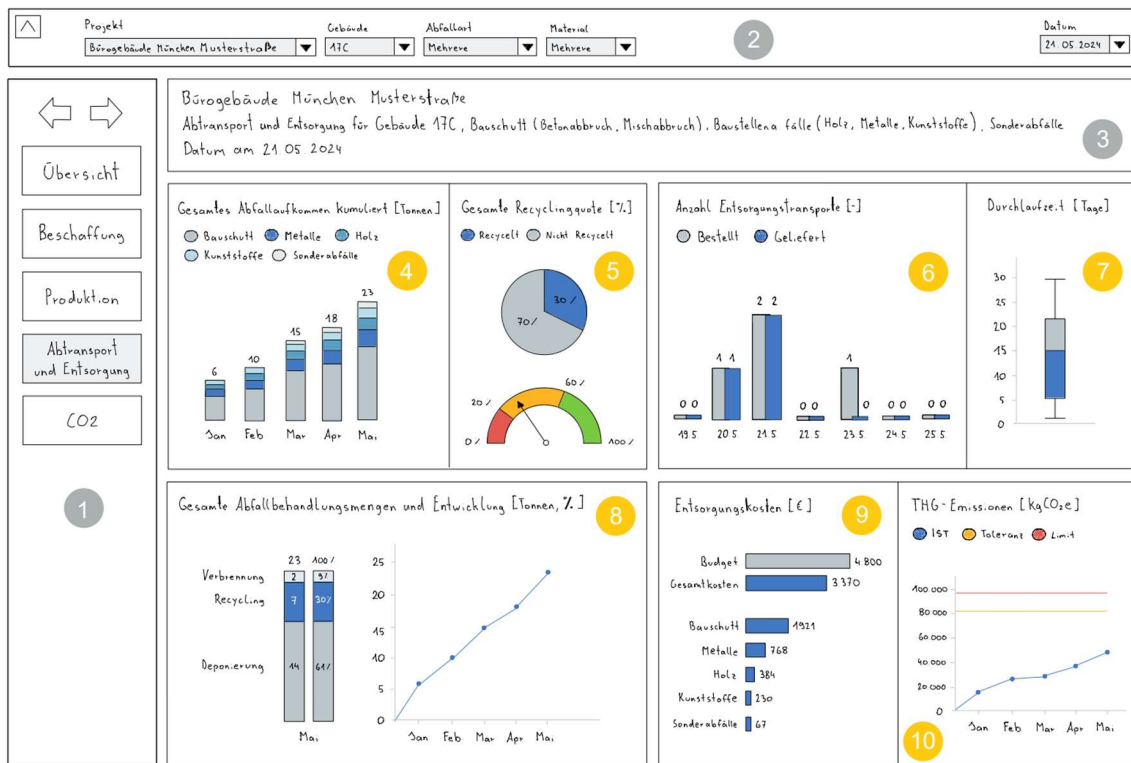 Projekt
Bürogebäude München Musterstraße
Gebäude
17C
Abfallart
Mehrere
Material
Mehrere
2
Datum
21.05.2024
Übersicht
Beschaffung
Produktion
Abtransport
und Entsorgung
CO2
1
Bürogebäude München Musterstraße
Abtransport und Entsorgung für Gebäude 17C, Bauschutt (Betonabbruch, Mischabbruch), Baustellena fälle (Holz, Metalle, Kunststoffe), Sonderabfälle
Datum am 21.05.2024
3
Gesamtes Abfallaufkommen kumuliert [Tonnen]
Bauschutt Metalle Holz
Kunststoffe Sonderabfälle
4
6 10 15 18 23
Jan Feb Mar Apr Mai
Gesamte Recyclingquote [%]
Recycelt Nicht Recycelt
5
30%
70%
0% 20% 60% 100%
Anzahl Entsorgungstransporte [-]
Bestellt Geliefert
6
0 0 1 1 2 2 0 0 1 0 0 0 0 0
19.5 20.5 21.5 22.5 23.5 24.5 25.5
Durchlaufzeit [Tage]
7
30
25
20
15
10
5
0
Gesamte Abfallbehandlungsmengen und Entwicklung [Tonnen, %]
8
23 100%
Verbrennung 2 9%
Recycling 7 30%
Deponierung 14 61%
Mai
25
20
15
10
5
0
Jan Feb Mar Apr Mai
Entsorgungskosten [€]
9
Budget 4.800
Gesamtkosten 3.370
Bauschutt 1921
Metalle 768
Holz 384
Kunststoffe 230
Sonderabfälle 67
THG-Emissionen [kgCO₂e]
IST Toleranz Limit
100 000
80 000
60 000
40 000
20 000
0
Jan Feb Mar Apr Mai
10